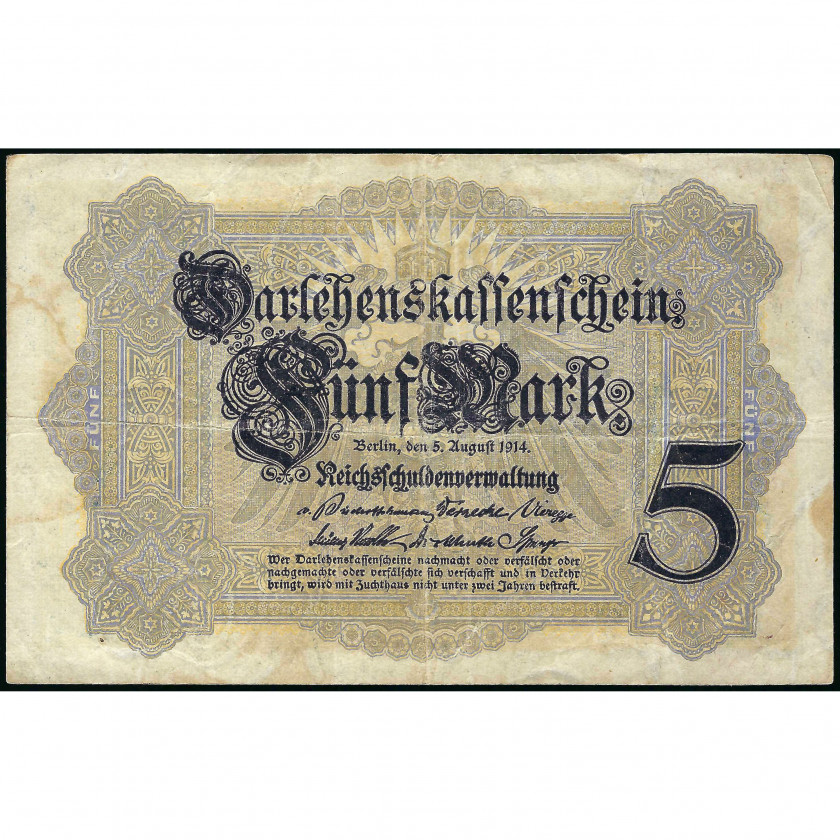 Darlehenskassenschein
Fünf Mark
Berlin, den 5. August 1914.
Reichsschuldenverwaltung
Wer Darlehenskassenscheine nachmacht oder verfälscht oder
nachgemachte oder verfälschte sich verschafft und in Verkehr
bringt, wird mit Zuchthaus nicht unter zwei Jahren bestraft.
5
FÜNF
FÜNF